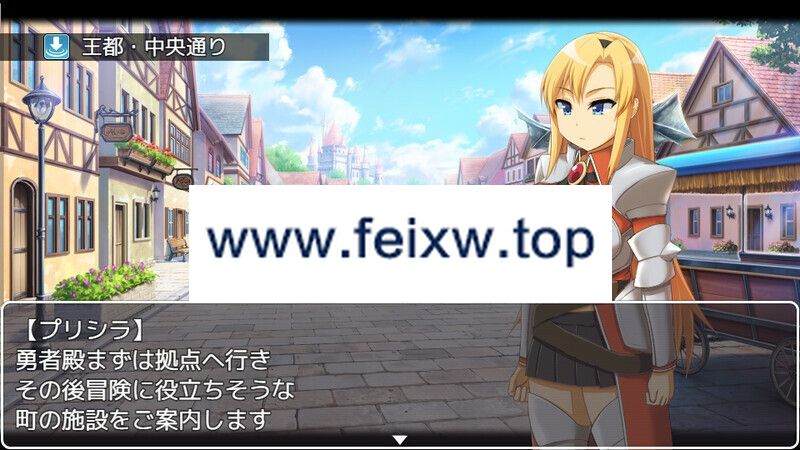 王都・中央通り
www.feixw.top
【プリシラ】
勇者殿まずは拠点へ行き
その後冒険に役立ちそうな
町の施設をご案内します